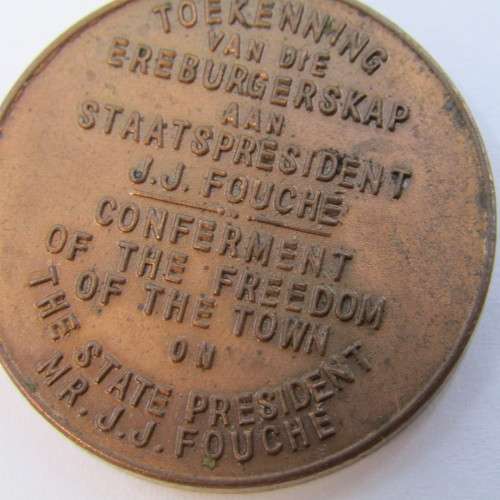 TOEKENNING
VAN DIE
EREBURGERSKAP
AAN
STAATSPRESIDENT
J.J. FOUCHÉ
CONFERMENT
OF THE FREEDOM
OF THE TOWN
ON
THE STATE PRESIDENT
MR. J.J. FOUCHÉ